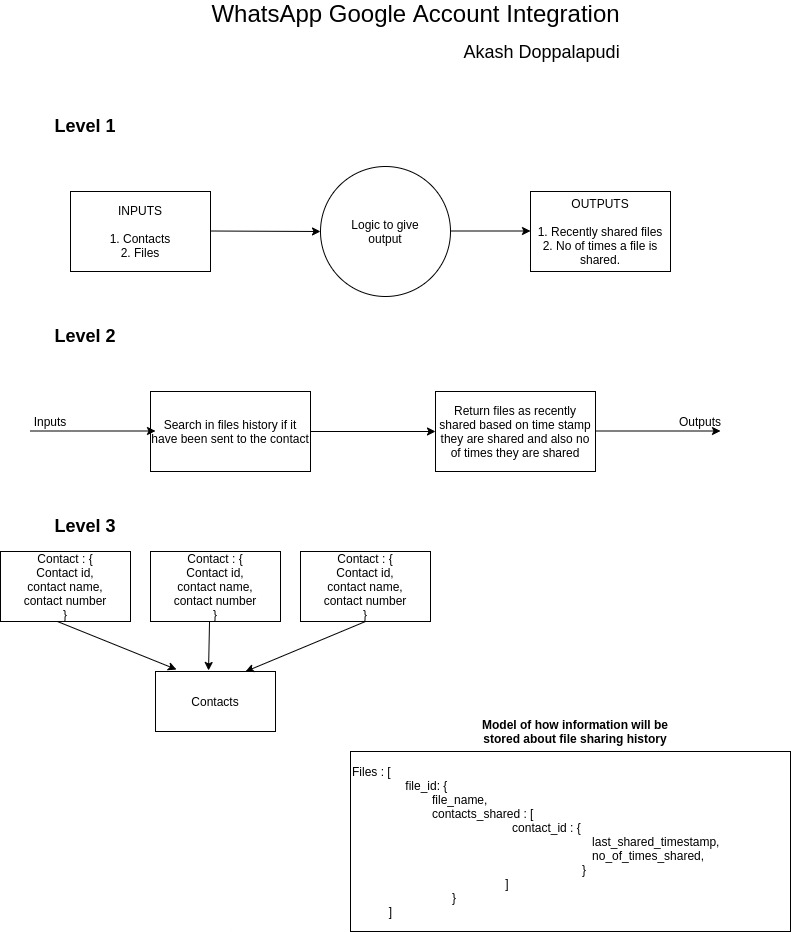 WhatsApp Google Account Integration
Akash Doppalapudi
Level 1
INPUTS
1. Contacts
2. Files
Logic to give
output
OUTPUTS
1. Recently shared files
2. No of times a file is
shared.
Level 2
Inputs
Search in files history if it
have been sent to the contact
Return files as recently
shared based on time stamp
they are shared and also no
of times they are shared
Outputs
Level 3
Contact : {
Contact id,
contact name,
contact number
}
Contact : {
Contact id,
contact name,
contact number
}
Contact : {
Contact id,
contact name,
contact number
}
Contacts
Model of how information will be
stored about file sharing history
Files : [
file_id: {
file_name,
contacts_shared : [
contact_id : {
last_shared_timestamp,
no_of_times_shared,
}
]
}
]